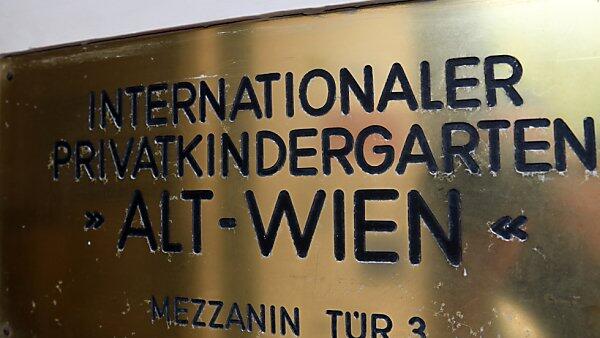 INTERNATIONALER
PRIVATKINDERGARTEN
» ALT-WIEN «
MEZZANIN TÜR 3